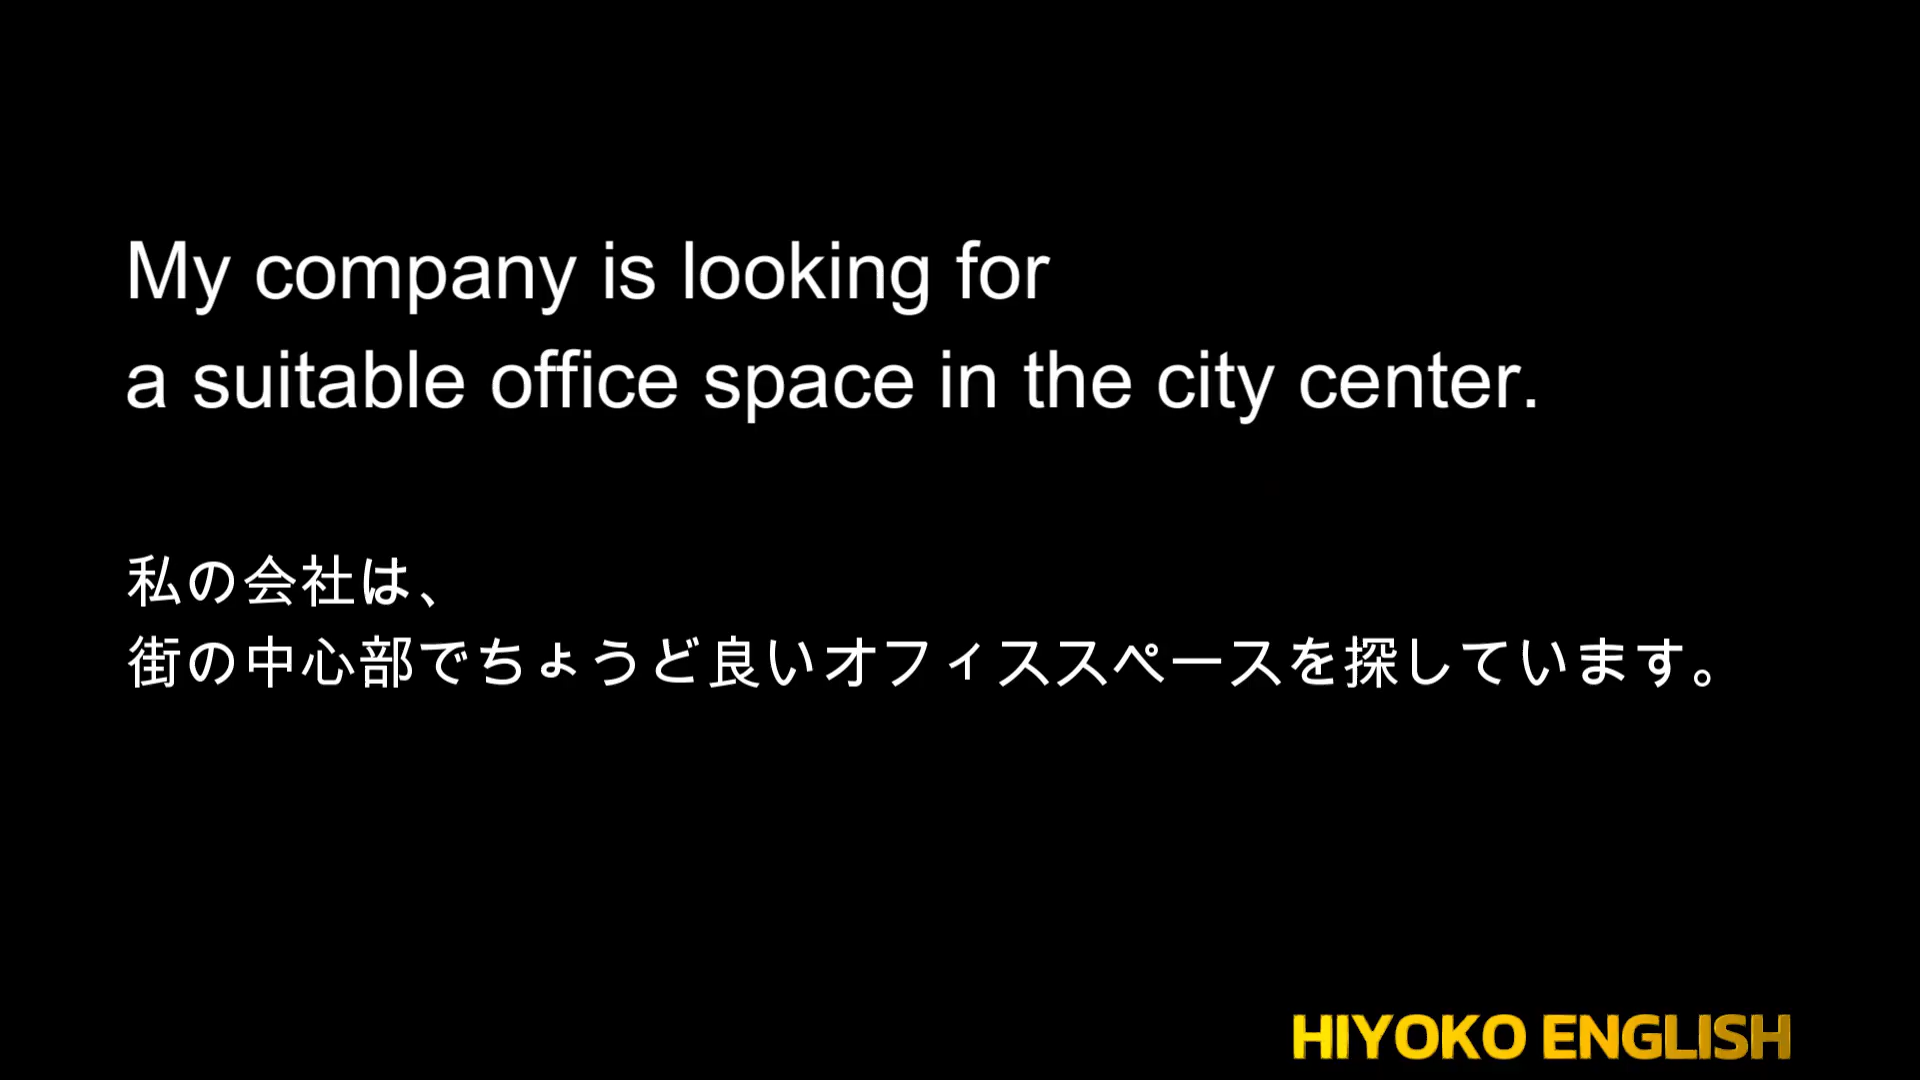 My company is looking for
a suitable office space in the city center.
私の会社は、
街の中心部でちょうど良いオフィススペースを探しています。
HIYOKO ENGLISH